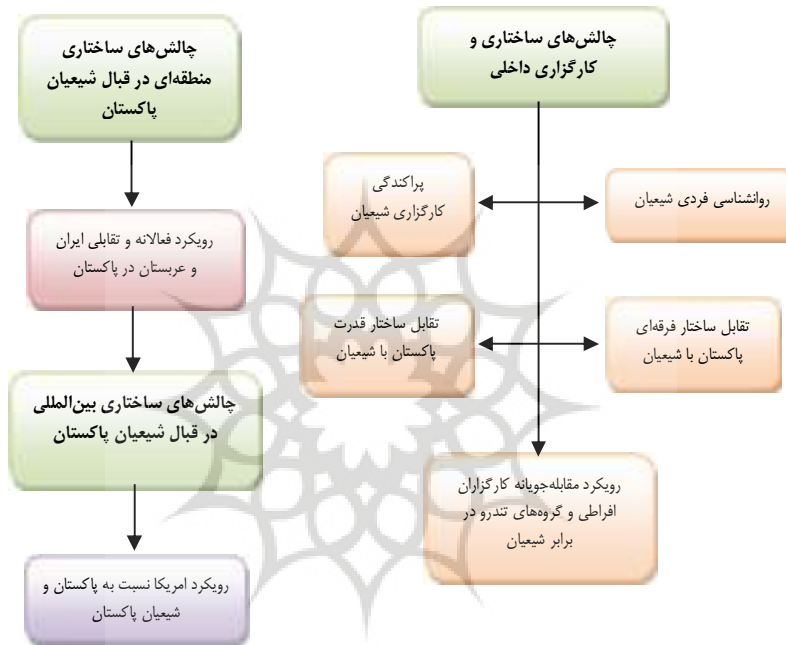 چالش‌های ساختاری و
کارگزاری داخلی
روانشناسی فردی شیعیان
پراکندگی
کارگزاری شیعیان
تقابل ساختار فرقه‌ای
پاکستان با شیعیان
تقابل ساختار قدرت
پاکستان با شیعیان
رویکرد مقابله‌جویانه کارگزاران
افراطی و گروه‌های تندرو در
برابر شیعیان
چالش‌های ساختاری
منطقه‌ای در قبال شیعیان
پاکستان
رویکرد فعالانه و تقابلی ایران
و عربستان در پاکستان
چالش‌های ساختاری بین‌المللی
در قبال شیعیان پاکستان
رویکرد امریکا نسبت به پاکستان و
شیعیان پاکستان